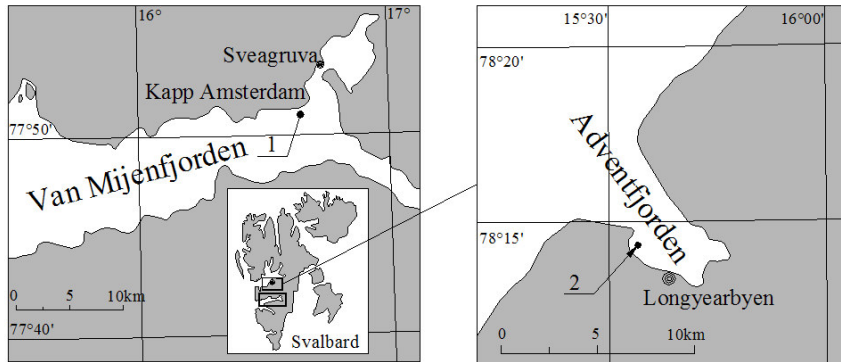 16°
17°
Sveagruva
Kapp Amsterdam
1
77°50'
Van Mijenfjorden
0 5 10km
77°40'
Svalbard
15°30'
16°00'
78°20'
Adventfjorden
78°15'
2
Longyearbyen
0 5 10km